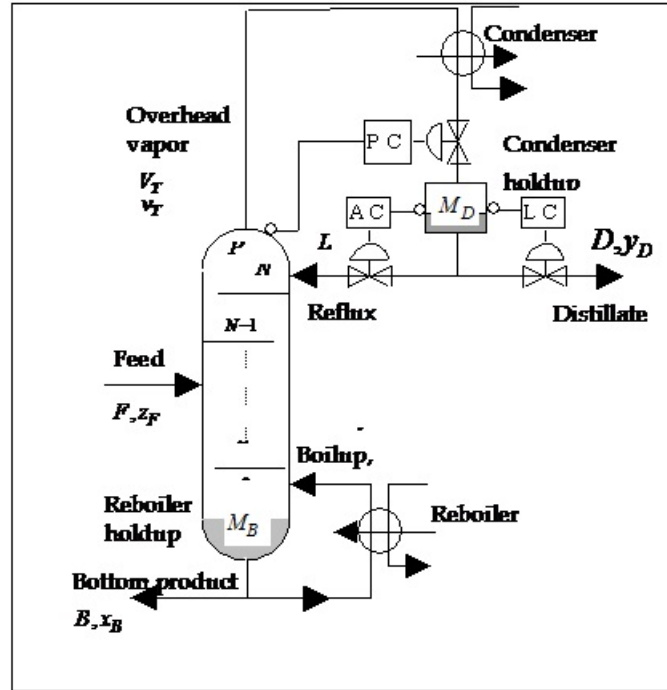 Condenser
Overhead
vapor
V_T
P C
Condenser
holdup
A C
M_D
L C
P
N
L
D,y_D
Reflux
Distillate
N-1
Feed
F,z_F
Boilup,
Reboiler
holdup
M_B
Reboiler
Bottom product
B,x_B